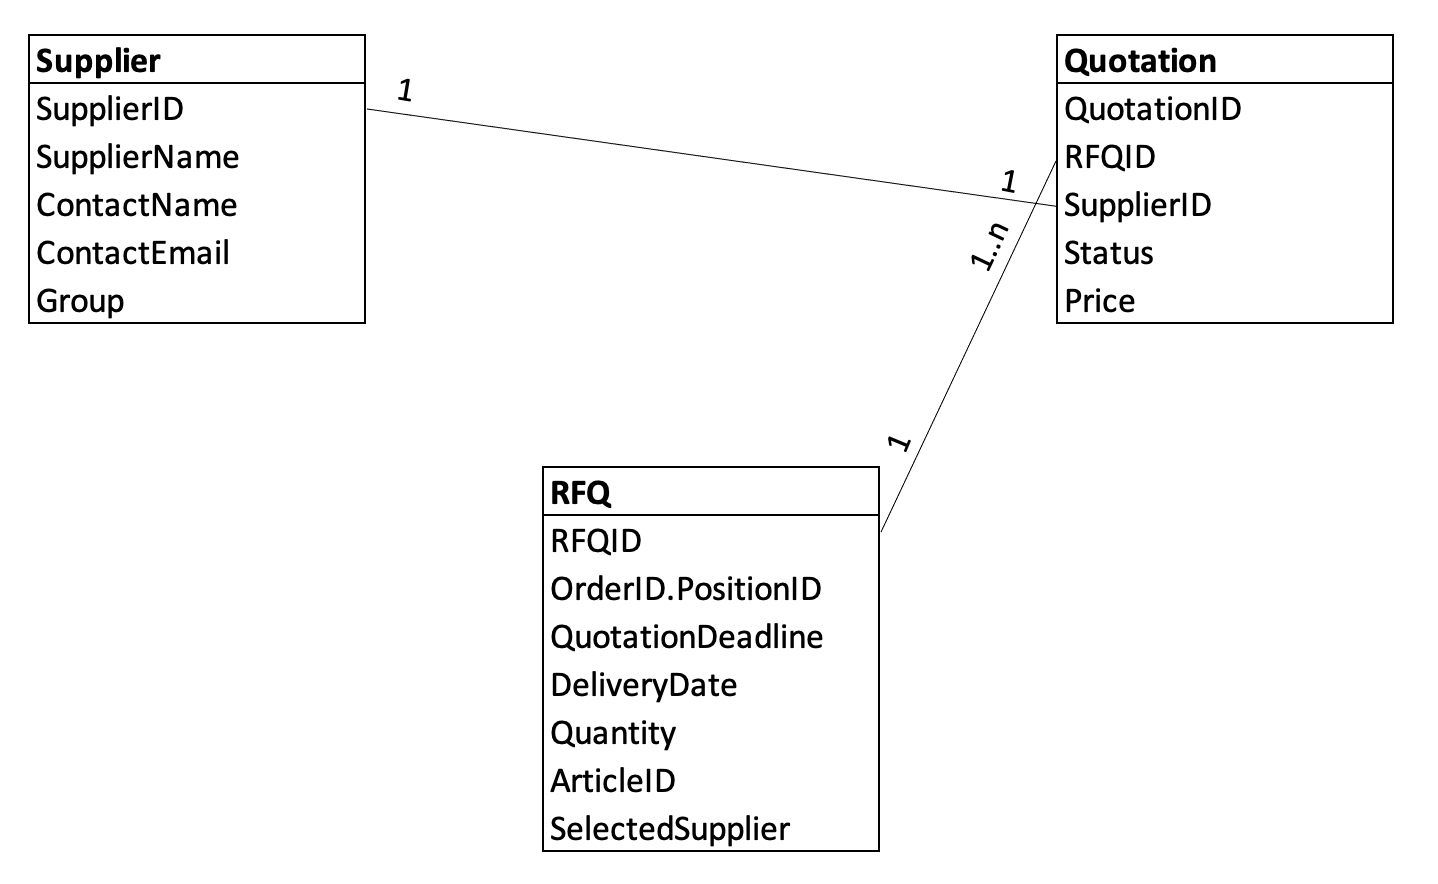 Supplier
SupplierID
SupplierName
ContactName
ContactEmail
Group
1
1
Quotation
QuotationID
RFQID
SupplierID
Status
Price
1..n
1
RFQ
RFQID
OrderID.PositionID
QuotationDeadline
DeliveryDate
Quantity
ArticleID
SelectedSupplier